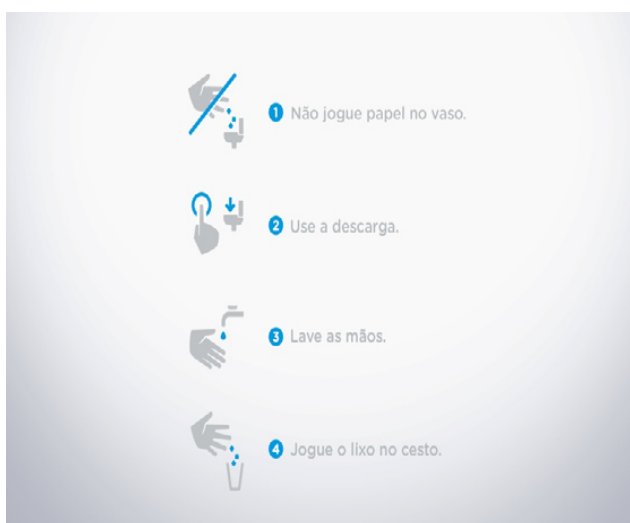 1 Não jogue papel no vaso.
2 Use a descarga.
3 Lave as mãos.
4 Jogue o lixo no cesto.